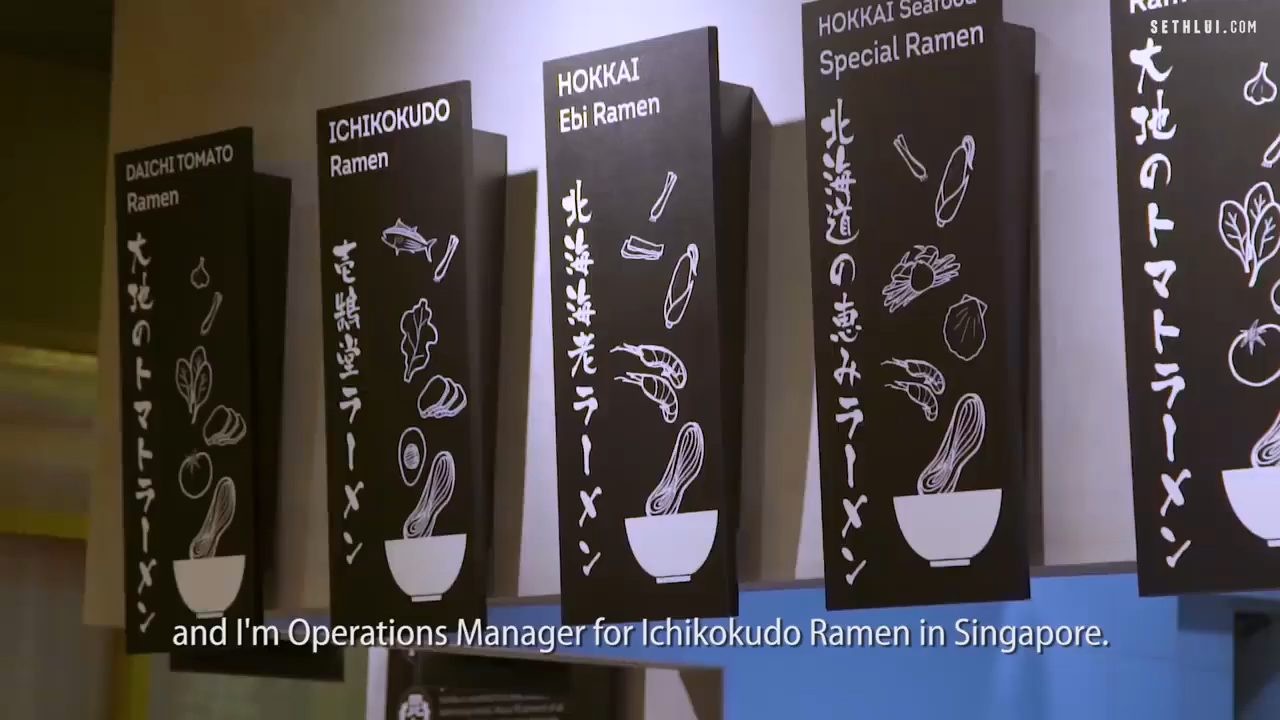 SETHLUI.COM
DAICHI TOMATO
Ramen
大地のトマトラーメン
ICHIKOKUDO
Ramen
壱鵠堂ラーメン
HOKKAI
Ebi Ramen
北海海老ラーメン
HOKKAI Seafood
Special Ramen
北海道の恵みラーメン
大地のトマトラーメン
and I'm Operations Manager for Ichikokudo Ramen in Singapore.